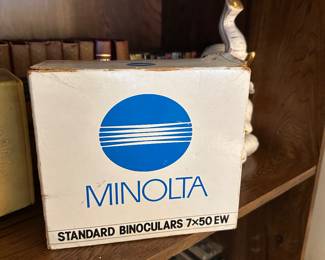 MINOLTA
STANDARD BINOCULARS 7×50 EW